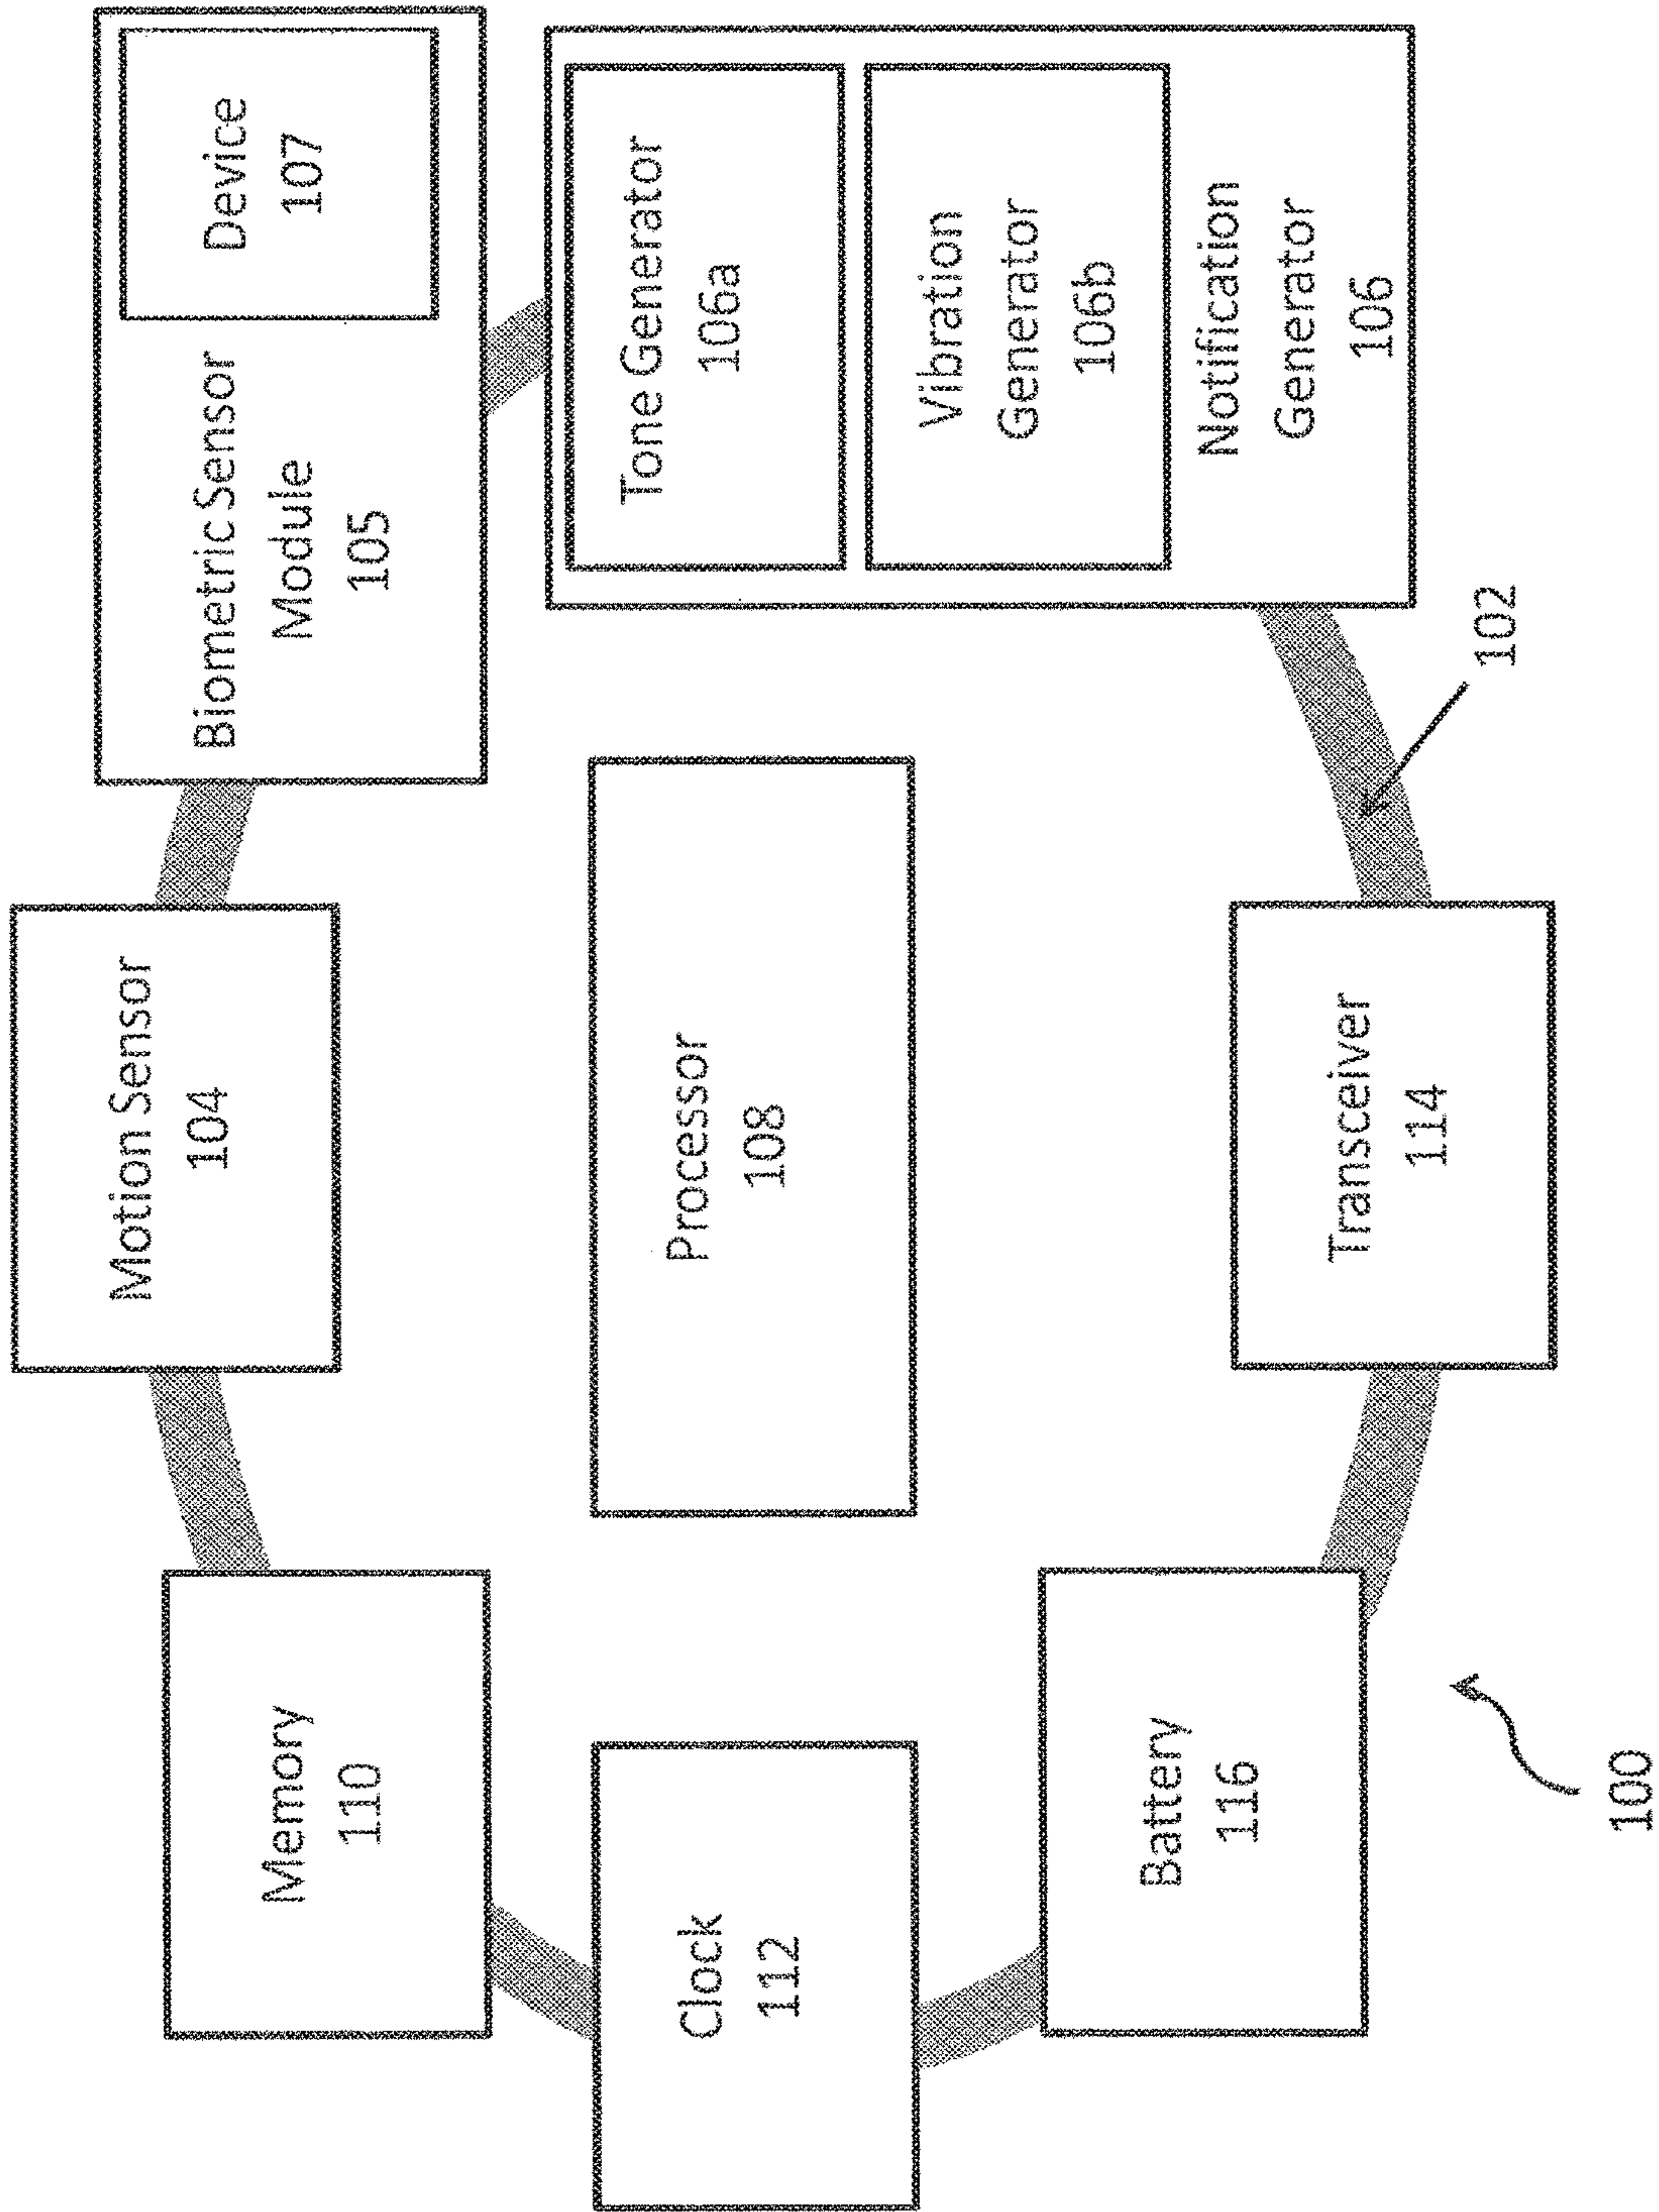 Motion Sensor
104
Memory
110
Biometric Sensor
Module
105
Device
107
Clock
112
Processor
108
Tone Generator
106a
Vibration
Generator
106b
Notification
Generator
106
Battery
116
Transceiver
114
102
100